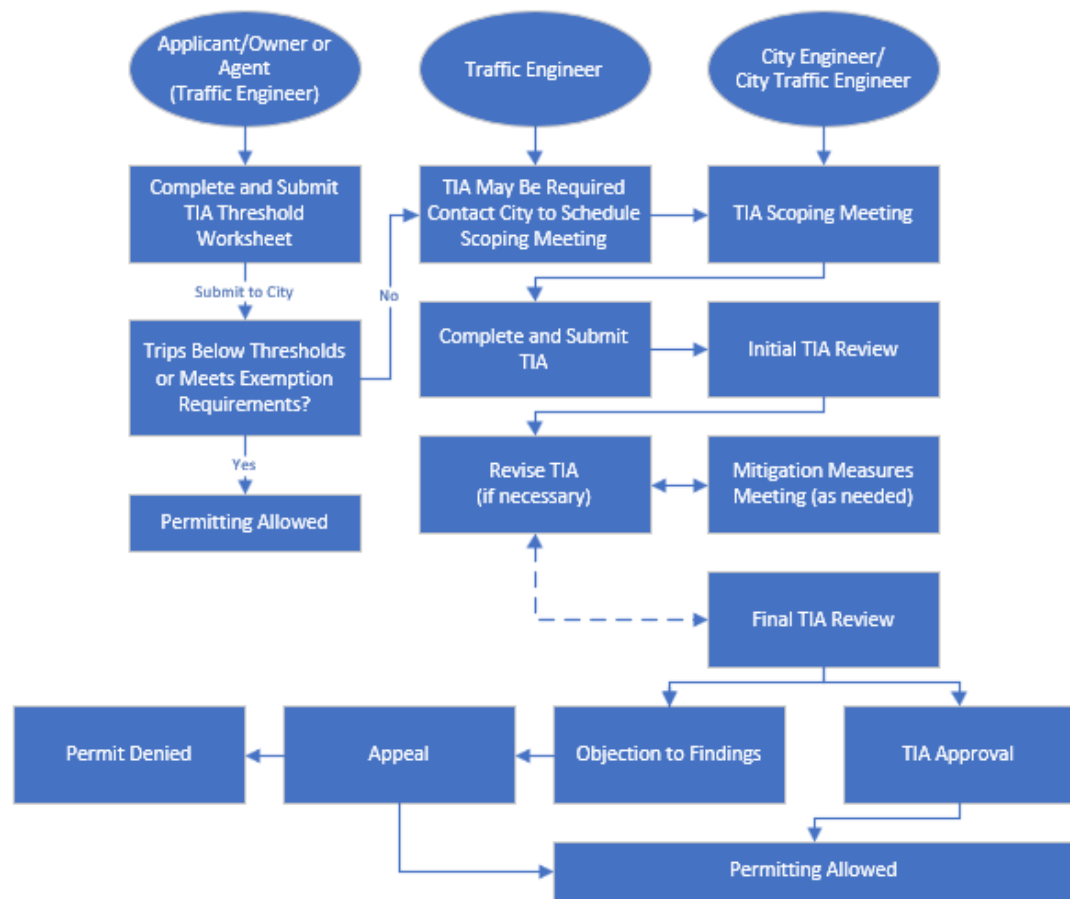 Applicant/Owner or
Agent
(Traffic Engineer)
Traffic Engineer
City Engineer/
City Traffic Engineer
Complete and Submit
TIA Threshold
Worksheet
TIA May Be Required
Contact City to Schedule
Scoping Meeting
TIA Scoping Meeting
Submit to City
No
Trips Below Thresholds
or Meets Exemption
Requirements?
Complete and Submit
TIA
Initial TIA Review
Yes
Permitting Allowed
Revise TIA
(if necessary)
Mitigation Measures
Meeting (as needed)
Final TIA Review
Permit Denied
Appeal
Objection to Findings
TIA Approval
Permitting Allowed